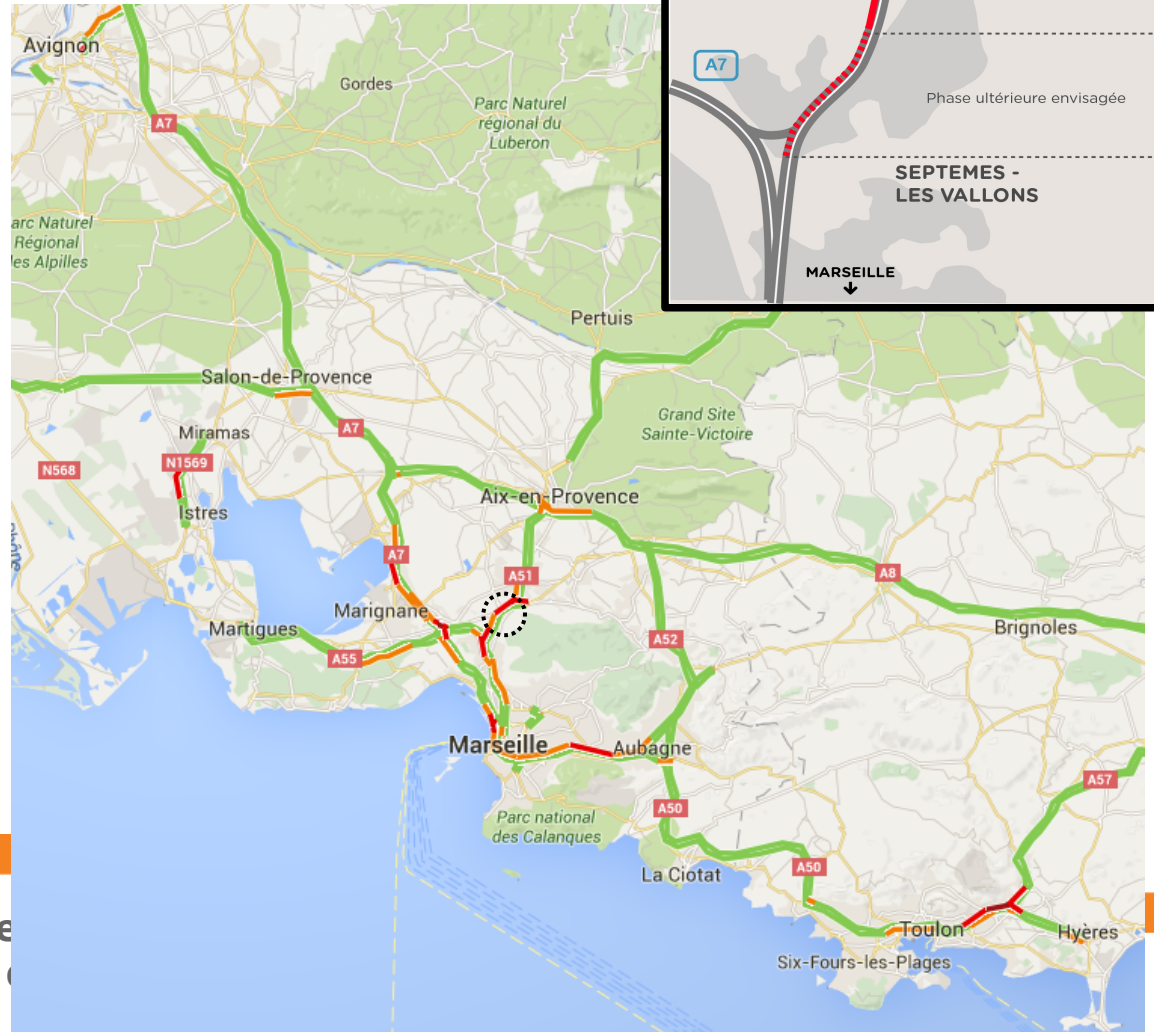 Avignon
A7
Gordes
Parc Naturel
régional du
Luberon
A7
Phase ultérieure envisagée
SEPTEMES -
LES VALLONS
MARSEILLE
arc Naturel
Régional
les Alpilles
Pertuis
Salon-de-Provence
Miramas
A7
Grand Site
Sainte-Victoire
N568
N1569
Istres
Aix-en-Provence
A7
A51
A8
Marignane
Martigues
A55
A52
Brignoles
Marseille
Aubagne
A50
A57
Parc national
des Calanques
La Ciotat
A50
Toulon
Hyères
Six-Fours-les-Plages
e